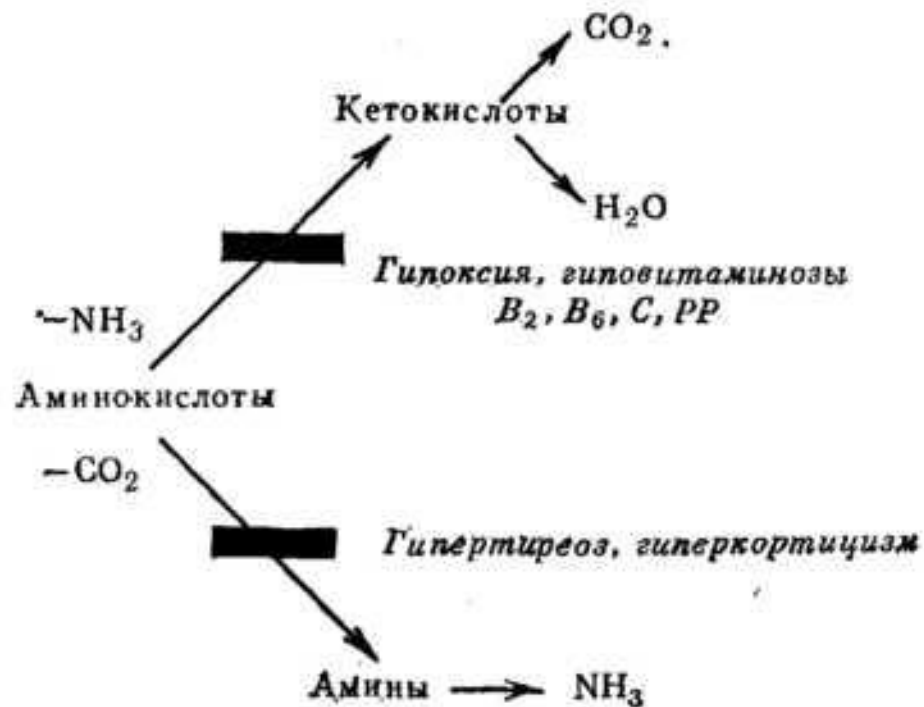 CO₂.
Кетокислоты
H₂O
Гипоксия, гиповитаминозы
B₂, B₆, C, PP
–NH₃
Аминокислоты
–CO₂
Гипертиреоз, гиперкортицизм
Амины → NH₃